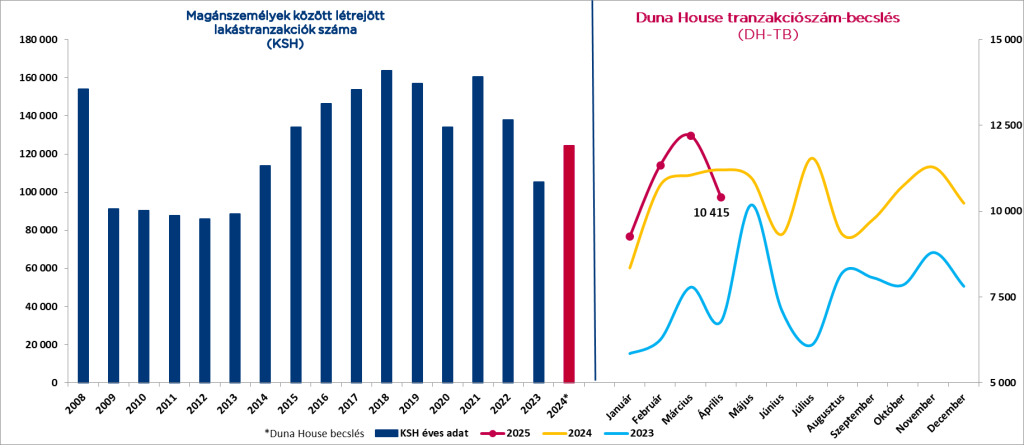 Magánszemélyek között létrejött
lakástranzakciók száma
(KSH)
180 000
160 000
140 000
120 000
100 000
80 000
60 000
40 000
20 000
0
2008
2009
2010
2011
2012
2013
2014
2015
2016
2017
2018
2019
2020
2021
2022
2023
2024*
Duna House tranzakciószám-becslés
(DH-TB)
15 000
12 500
10 000
7 500
5 000
10 415
Január
Február
Március
Április
Május
Június
Július
Augusztus
Szeptember
Október
November
December
*Duna House becslés
KSH éves adat
2025
2024
2023